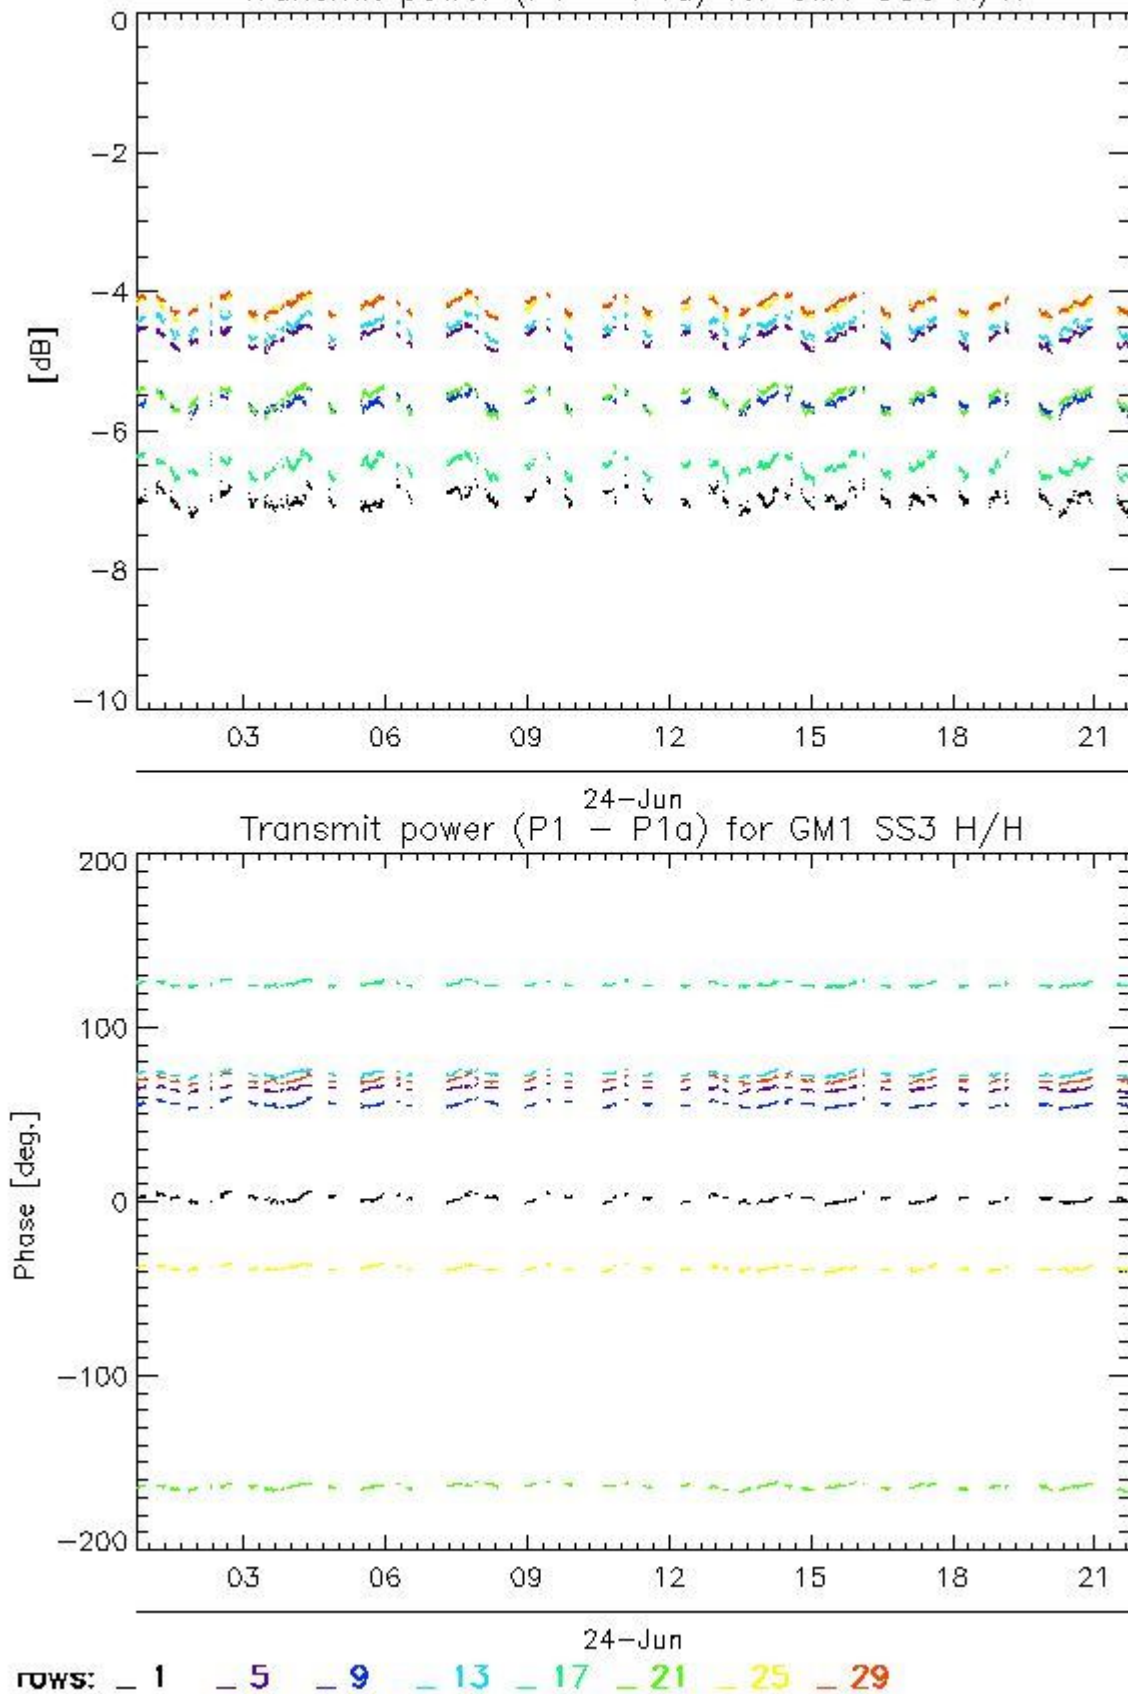 0
−2
−4
−6
−8
−10
[dB]
03 06 09 12 15 18 21
24−Jun
Transmit power (P1 − P1a) for GM1 SS3 H/H
200
100
0
−100
−200
Phase [deg.]
03 06 09 12 15 18 21
24−Jun
rows: _ 1 _ 5 _ 9 _ 13 _ 17 _ 21 _ 25 _ 29